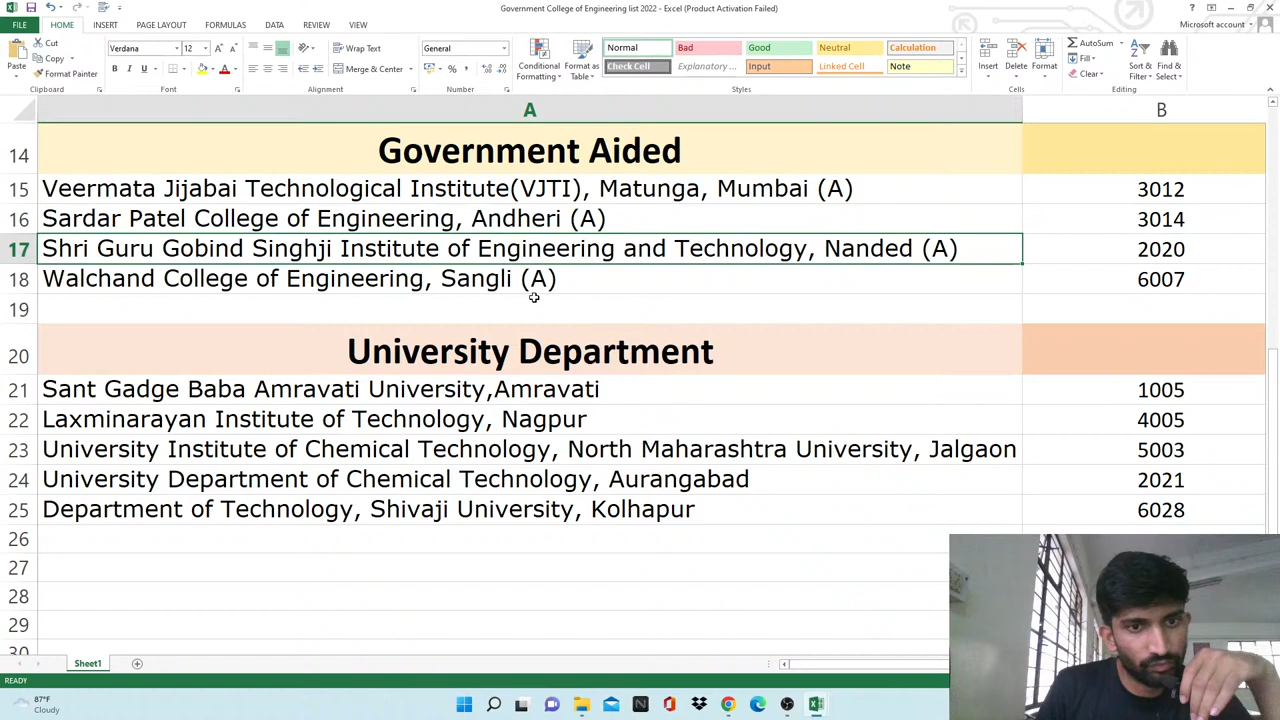 Government College of Engineering list 2022 - Excel (Product Activation Failed)
FILE HOME INSERT PAGE LAYOUT FORMULAS DATA REVIEW VIEW
Microsoft account
Paste
Cut
Copy
Format Painter
Clipboard
Verdana 12
B I U
Font
Wrap Text
Merge & Center
Alignment
General
Number
Conditional Formatting
Format as Table
Normal Bad Good Neutral Calculation
Check Cell Explanatory ... Input Linked Cell Note
Styles
Insert Delete Format
Cells
AutoSum
Fill
Clear
Sort & Filter
Find & Select
Editing
A B
14 Government Aided
15 Veermata Jijabai Technological Institute(VJTI), Matunga, Mumbai (A) 3012
16 Sardar Patel College of Engineering, Andheri (A) 3014
17 Shri Guru Gobind Singhji Institute of Engineering and Technology, Nanded (A) 2020
18 Walchand College of Engineering, Sangli (A) 6007
19
20 University Department
21 Sant Gadge Baba Amravati University,Amravati 1005
22 Laxminarayan Institute of Technology, Nagpur 4005
23 University Institute of Chemical Technology, North Maharashtra University, Jalgaon 5003
24 University Department of Chemical Technology, Aurangabad 2021
25 Department of Technology, Shivaji University, Kolhapur 6028
26
27
28
29
30
Sheet1
READY
87°F
Cloudy